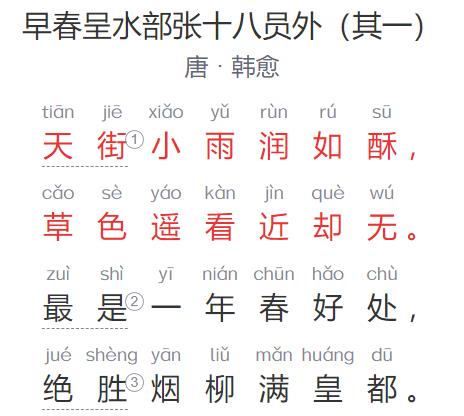 早春呈水部张十八员外（其一）
唐 · 韩愈
tiān jiē xiǎo yǔ rùn rú sū
天街①小雨润如酥，
cǎo sè yáo kàn jìn què wú
草色遥看近却无。
zuì shì yī nián chūn hǎo chù
最是②一年春好处，
jué shèng yān liǔ mǎn huáng dū
绝胜③烟柳满皇都。